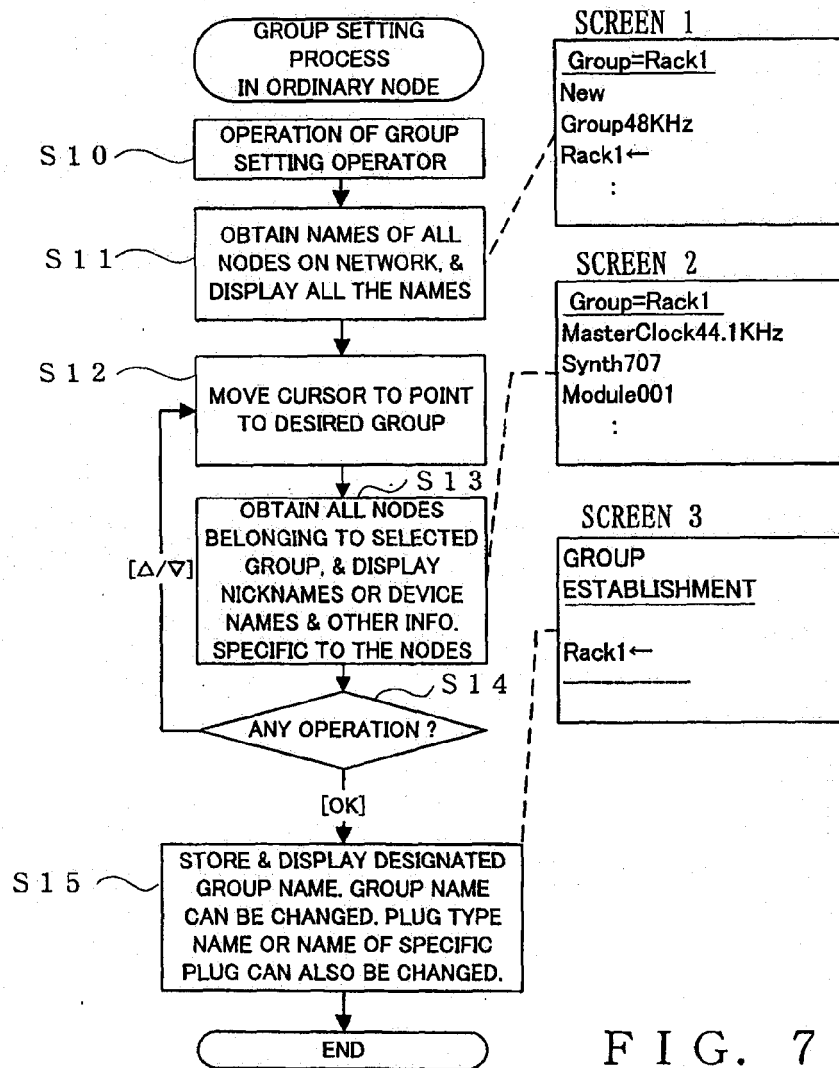 GROUP SETTING
PROCESS
IN ORDINARY NODE
S10
OPERATION OF GROUP
SETTING OPERATOR
S11
OBTAIN NAMES OF ALL
NODES ON NETWORK, &
DISPLAY ALL THE NAMES
S12
MOVE CURSOR TO POINT
TO DESIRED GROUP
S13
OBTAIN ALL NODES
BELONGING TO SELECTED
GROUP, & DISPLAY
NICKNAMES OR DEVICE
NAMES & OTHER INFO.
SPECIFIC TO THE NODES
[△/▽]
S14
ANY OPERATION ?
[OK]
S15
STORE & DISPLAY DESIGNATED
GROUP NAME. GROUP NAME
CAN BE CHANGED. PLUG TYPE
NAME OR NAME OF SPECIFIC
PLUG CAN ALSO BE CHANGED.
END
SCREEN 1
Group=Rack1
New
Group48KHz
Rack1←
:
SCREEN 2
Group=Rack1
MasterClock44.1KHz
Synth707
Module001
:
SCREEN 3
GROUP
ESTABLISHMENT
Rack1←
FIG. 7